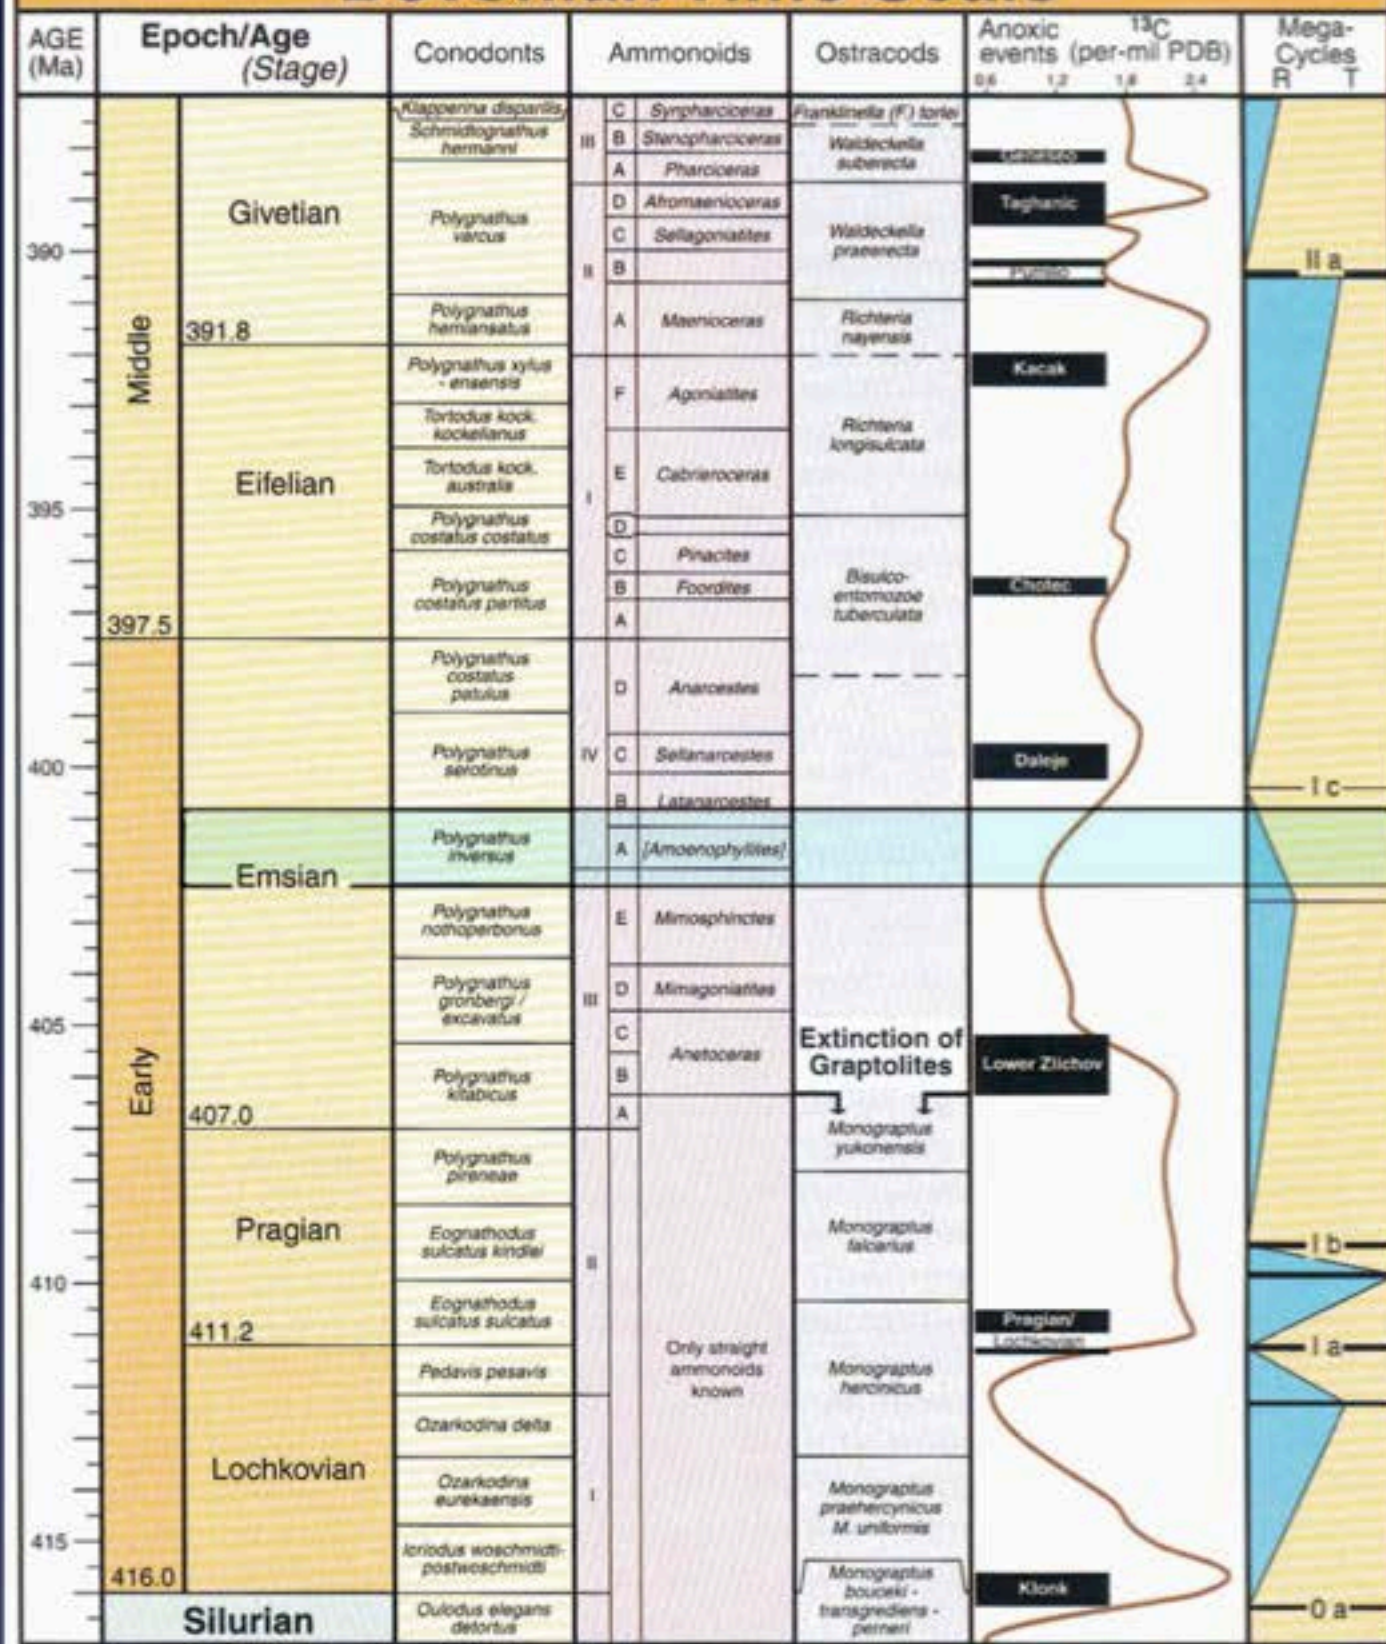 AGE
(Ma)
Epoch/Age
(Stage)
Conodonts
Ammonoids
Ostracods
Anoxic
events
13C
(per-mil PDB)
0.6 1.2 1.8 2.4
Mega-
Cycles
R T
390
395
400
405
410
415
Middle
Early
397.5
416.0
Givetian
391.8
Eifelian
Emsian
407.0
Pragian
411.2
Lochkovian
Silurian
Klapperina disparilis
Schmidtognathus
hermanni
Polygnathus
varcus
Polygnathus
hemiansatus
Polygnathus xylus
- ensensis
Tortodus kock.
kockelianus
Tortodus kock.
australis
Polygnathus
costatus costatus
Polygnathus
costatus partitus
Polygnathus
costatus
patulus
Polygnathus
serotinus
Polygnathus
inversus
Polygnathus
nothoperbonus
Polygnathus
gronbergi /
excavatus
Polygnathus
kitabicus
Polygnathus
pireneae
Eognathodus
sulcatus kindlei
Eognathodus
sulcatus sulcatus
Pedavis pesavis
Ozarkodina delta
Ozarkodina
eurekaensis
Icriodus woschmidti-
postwoschmidti
Oulodus elegans
detortus
III
II
I
IV
III
II
I
C Synpharciceras
B Stenopharciceras
A Pharciceras
D Afromaenioceras
C Sellagoniatites
B
A Maenioceras
F Agoniatites
E Cabrieroceras
D
C Pinacites
B Foordites
A
D Anarcestes
C Sellanarcestes
B Latanarcestes
A [Amoenophyllites]
E Mimosphinctes
D Mimagoniatites
C
Anetoceras
B
A
Only straight
ammonoids
known
Franklinella (F.) torlei
Waldeckella
suberecta
Waldeckella
praeerecta
Richteria
nayensis
Richteria
longisulcata
Bisulco-
entomozoe
tuberculata
Extinction of
Graptolites
Monograptus
yukonensis
Monograptus
falcarius
Monograptus
hercinicus
Monograptus
praehercynicus
M. uniformis
Monograptus
bouceki -
transgrediens -
perneri
Geneseo
Taghanic
Pumilio
Kacak
Chotec
Daleje
Lower Zlichov
Pragian/
Lochkovian
Klonk
II a
I c
I b
I a
0 a